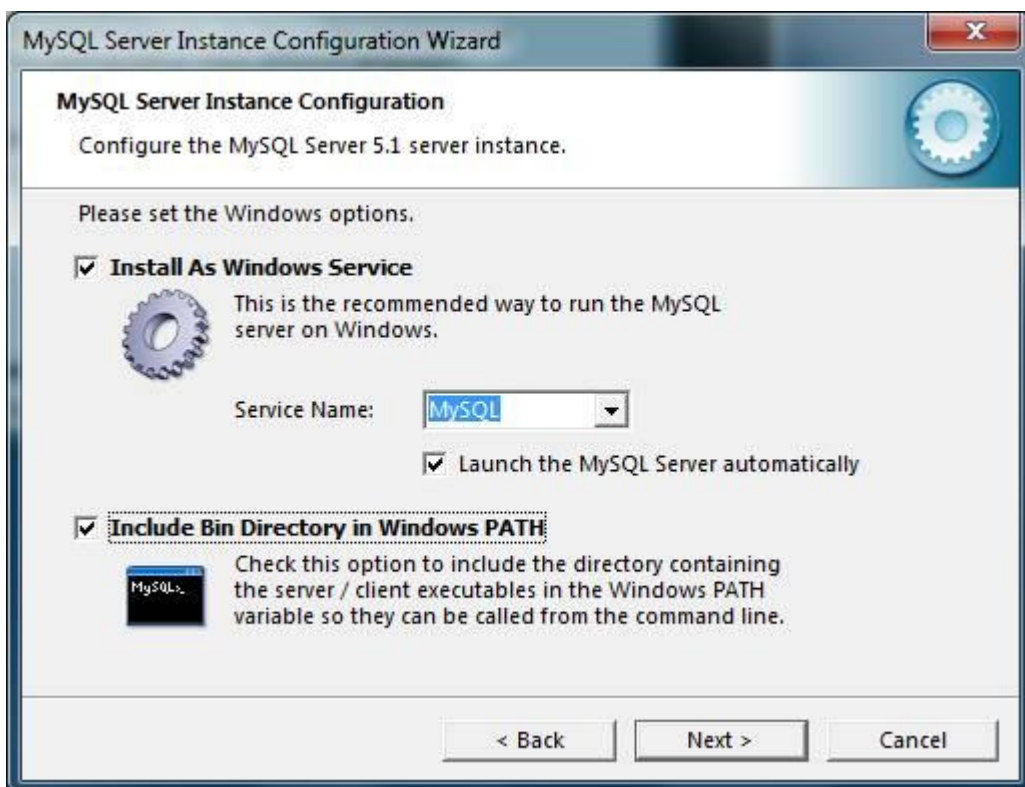 MySQL Server Instance Configuration Wizard
MySQL Server Instance Configuration
Configure the MySQL Server 5.1 server instance.
Please set the Windows options.
Install As Windows Service
This is the recommended way to run the MySQL
server on Windows.
Service Name: MySQL
Launch the MySQL Server automatically
Include Bin Directory in Windows PATH
Check this option to include the directory containing
the server / client executables in the Windows PATH
variable so they can be called from the command line.
MySQL>_
< Back Next > Cancel